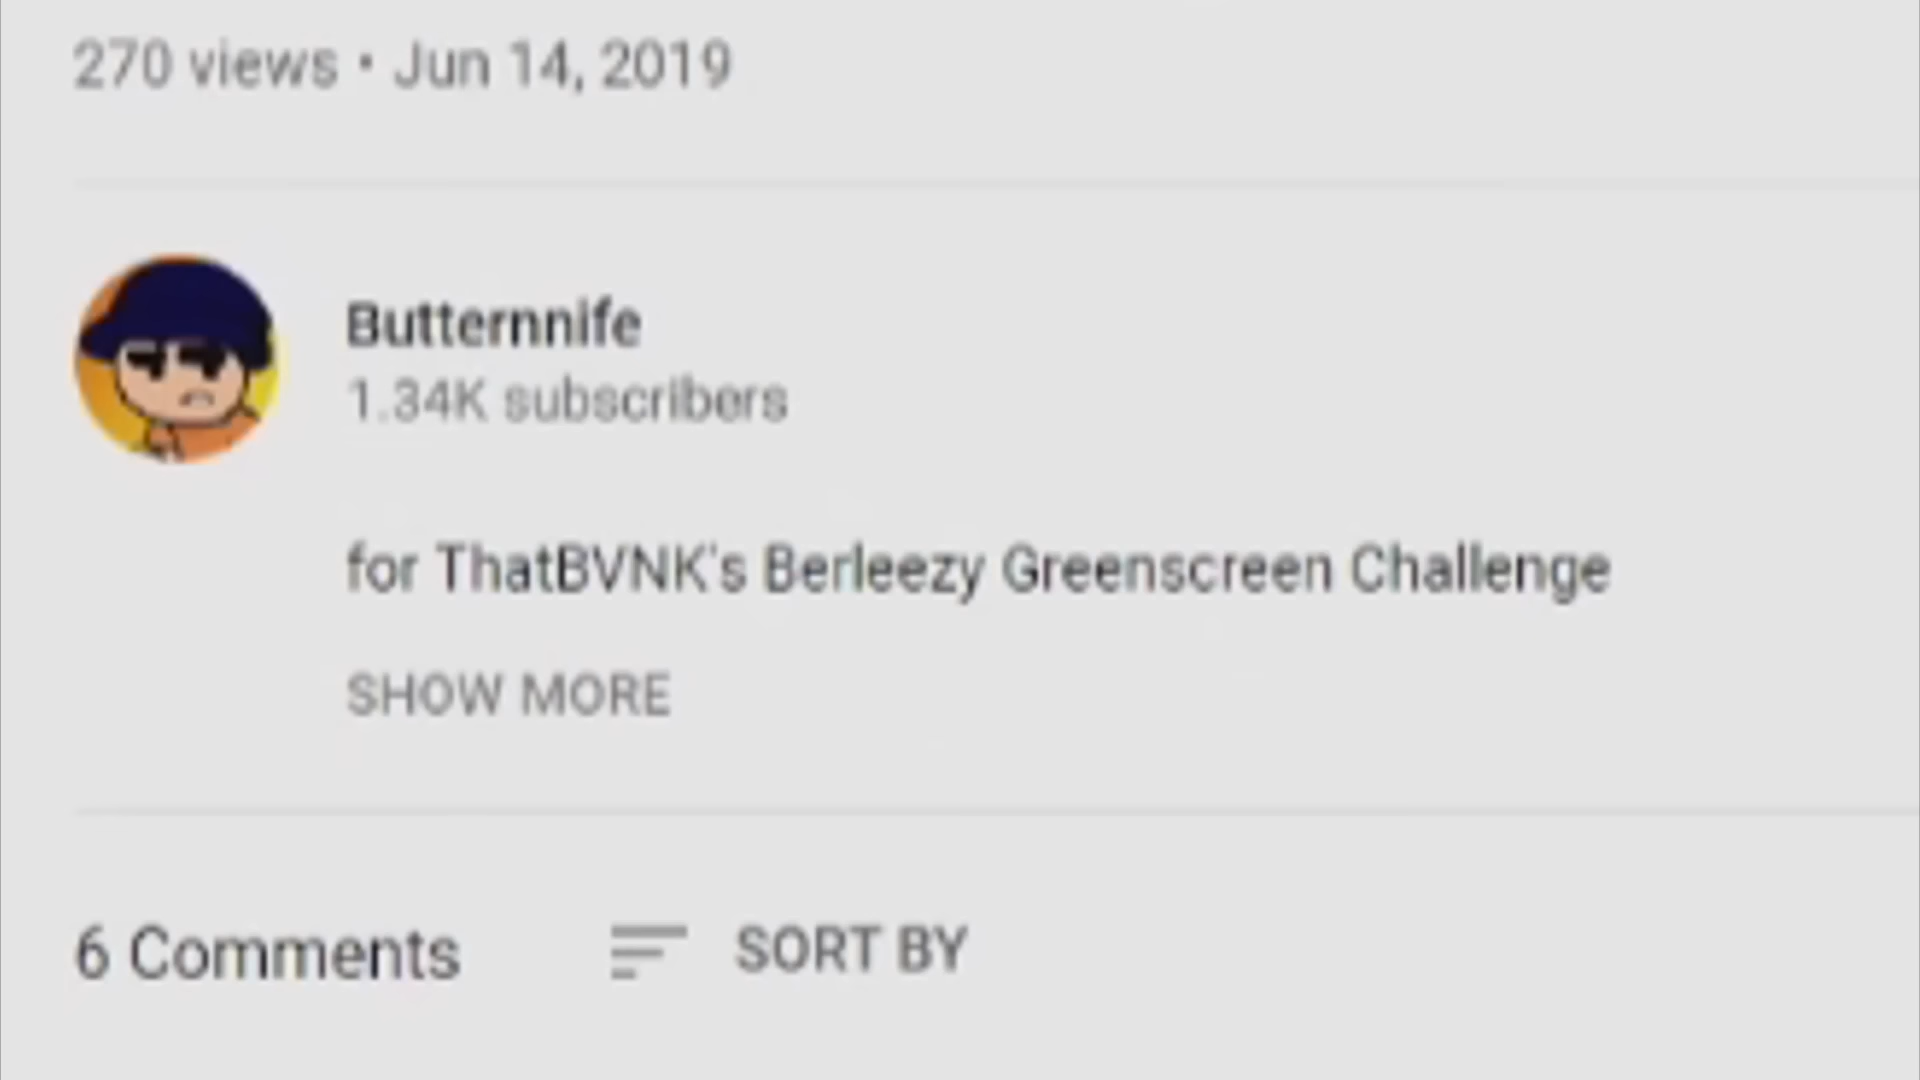 270 views • Jun 14, 2019
Butternnife
1.34K subscribers
for ThatBVNK's Berleezy Greenscreen Challenge
SHOW MORE
6 Comments SORT BY